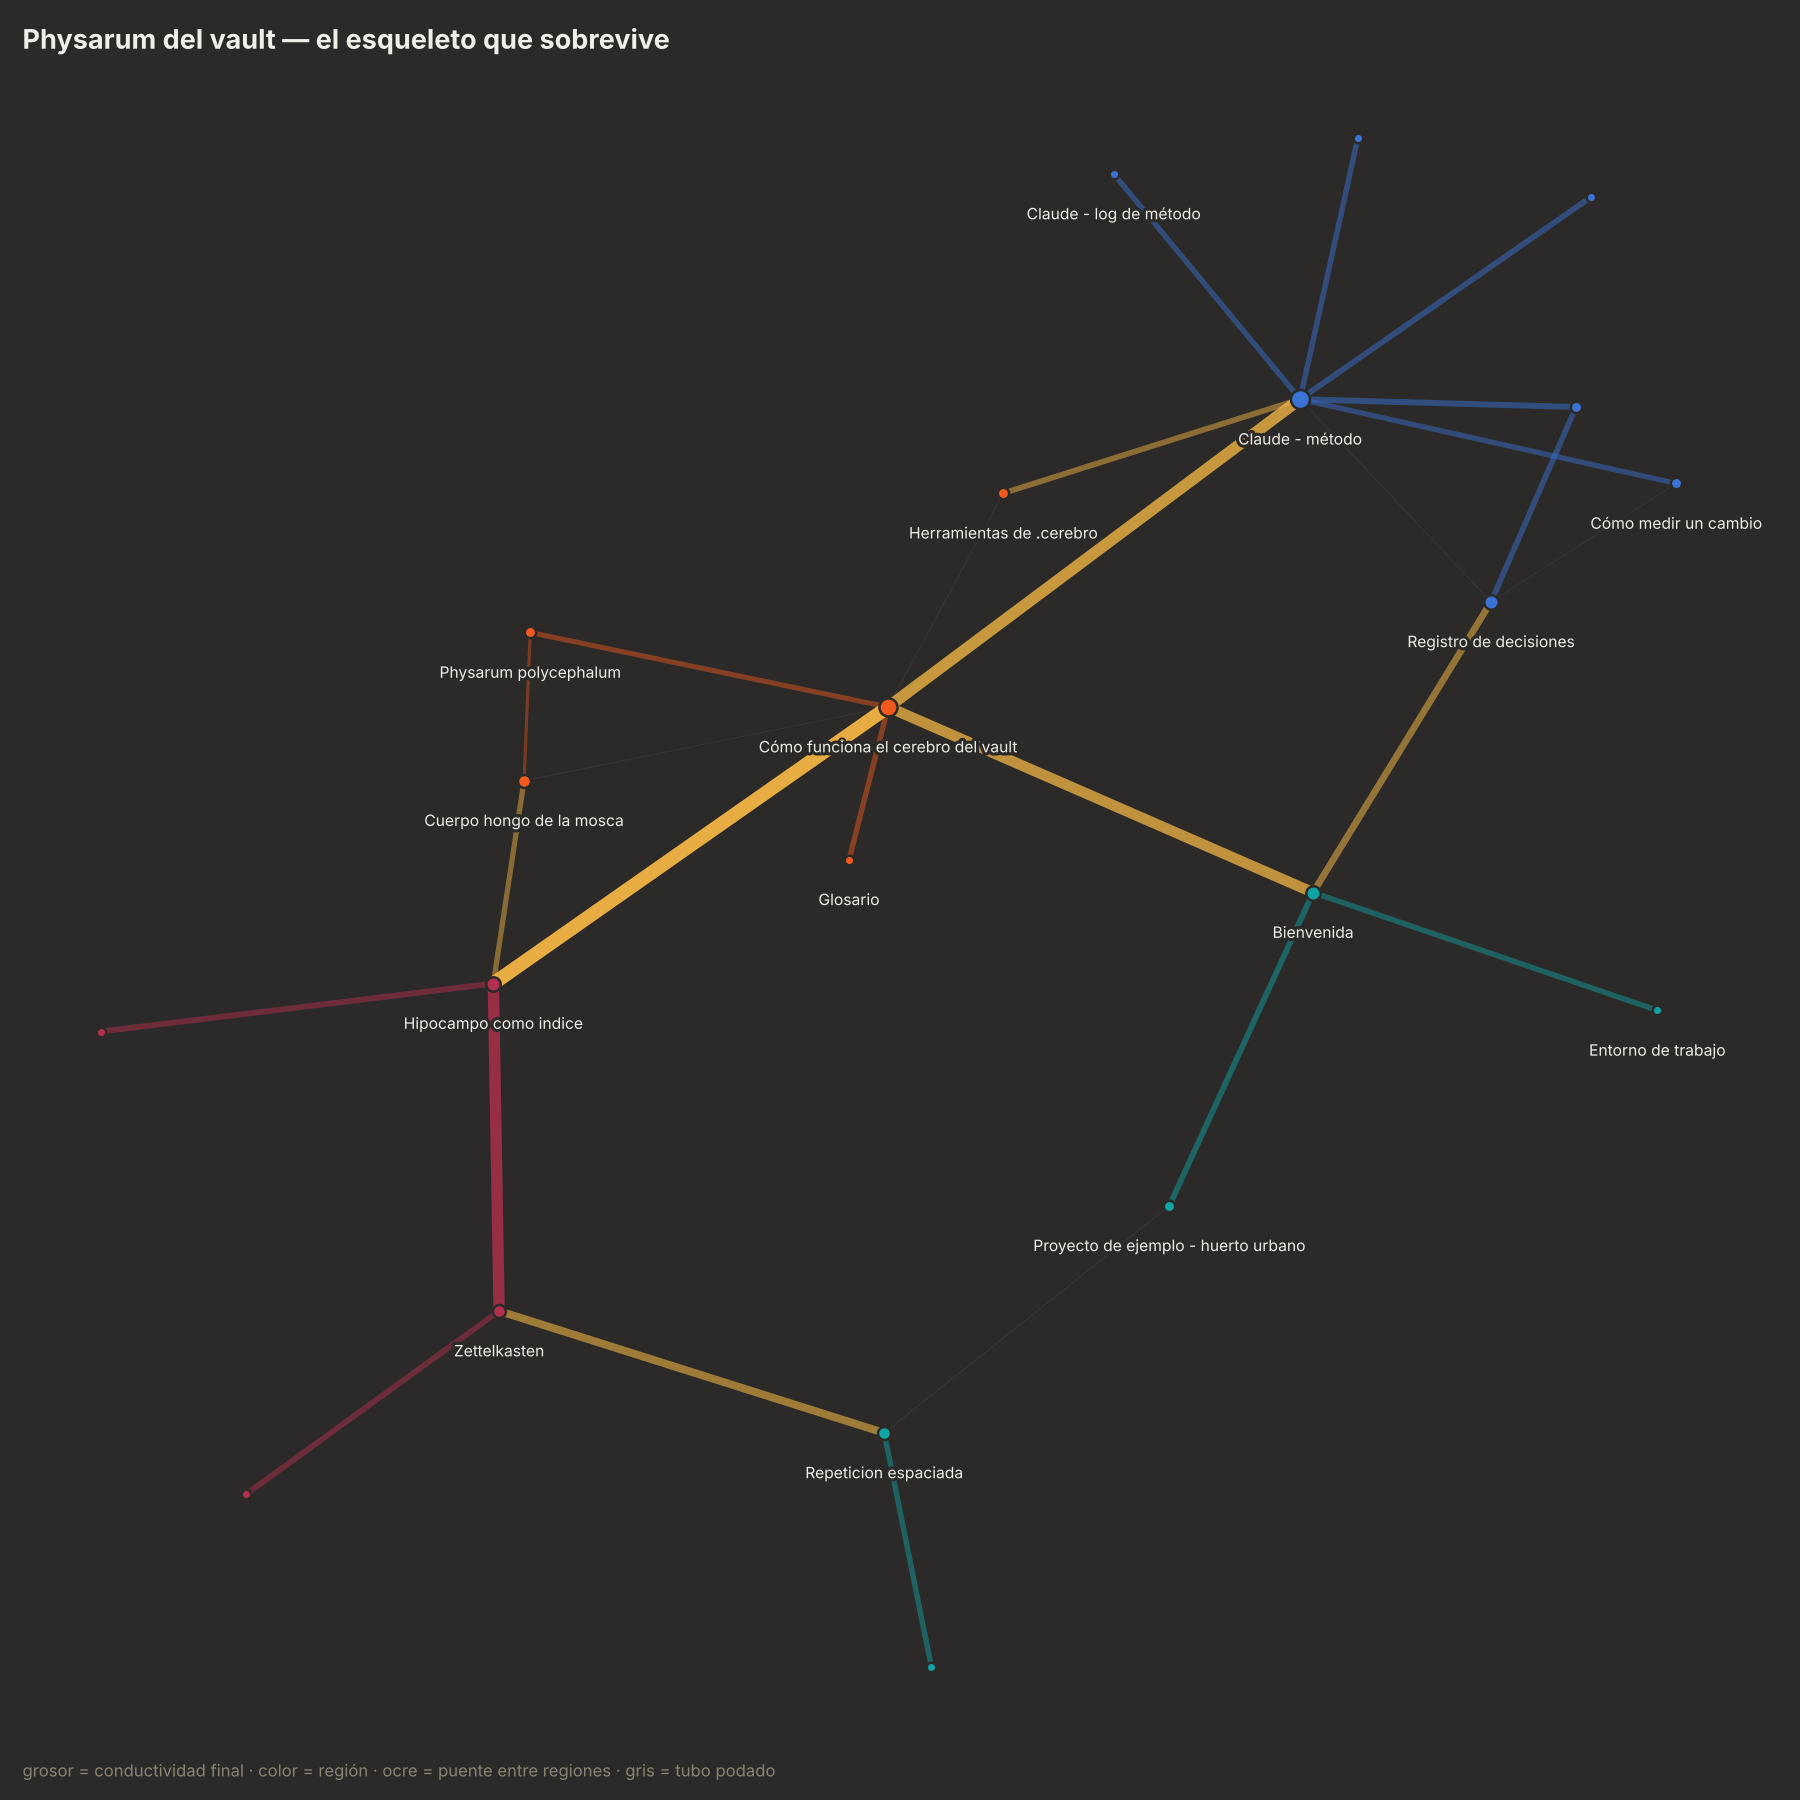 Physarum del vault — el esqueleto que sobrevive
Claude - log de método
Claude - método
Herramientas de .cerebro
Cómo medir un cambio
Registro de decisiones
Physarum polycephalum
Cómo funciona el cerebro del vault
Cuerpo hongo de la mosca
Glosario
Bienvenida
Hipocampo como indice
Entorno de trabajo
Proyecto de ejemplo - huerto urbano
Zettelkasten
Repeticion espaciada
grosor = conductividad final · color = región · ocre = puente entre regiones · gris = tubo podado